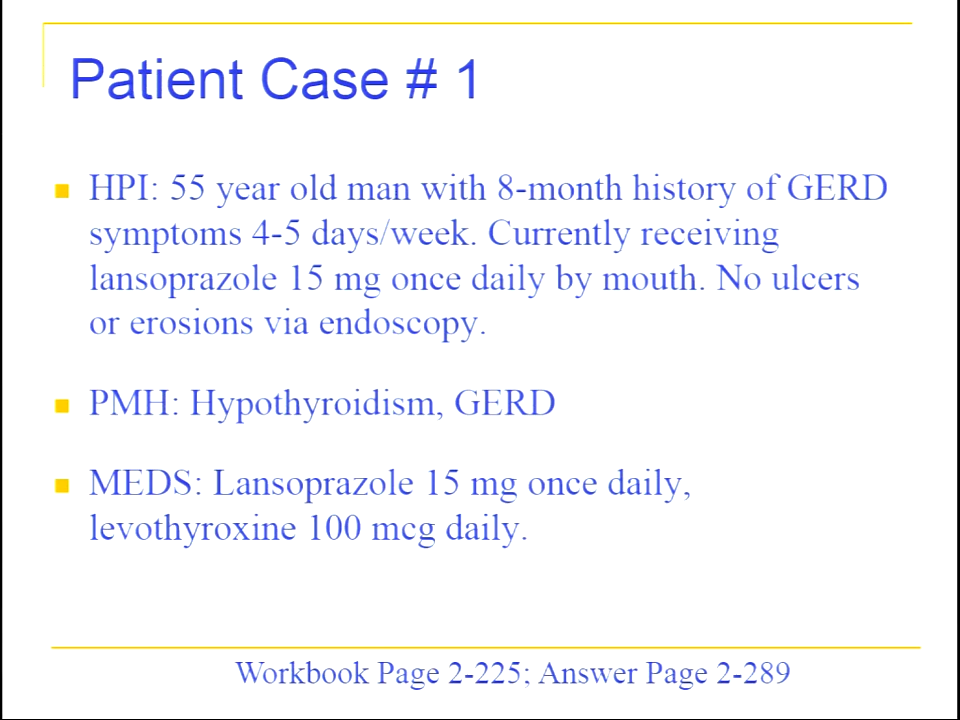 Patient Case # 1
HPI: 55 year old man with 8-month history of GERD
symptoms 4-5 days/week. Currently receiving
lansoprazole 15 mg once daily by mouth. No ulcers
or erosions via endoscopy.
PMH: Hypothyroidism, GERD
MEDS: Lansoprazole 15 mg once daily,
levothyroxine 100 mcg daily.
Workbook Page 2-225; Answer Page 2-289